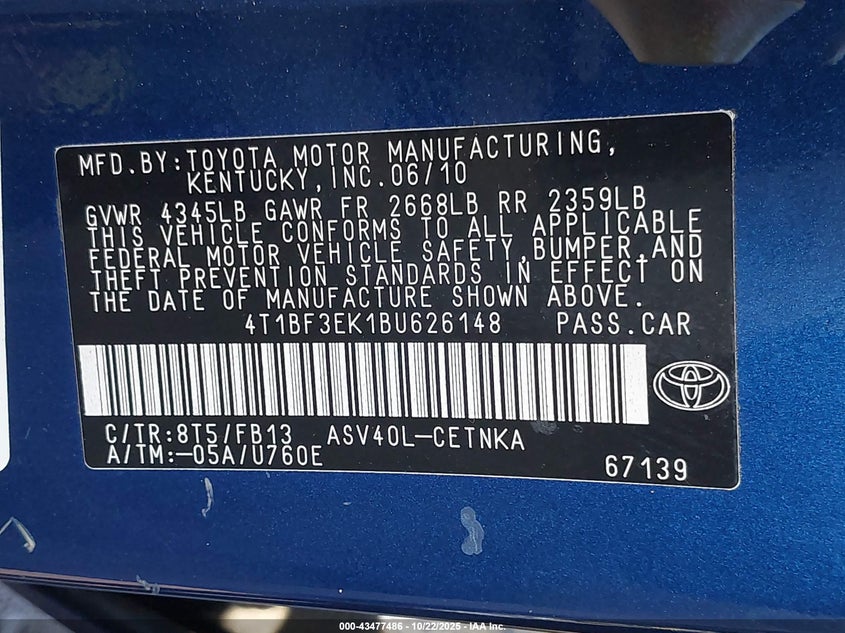 MFD.BY:TOYOTA MOTOR MANUFACTURING,
KENTUCKY,INC.06/10
GVWR 4345LB GAWR FR 2668LB RR 2359LB
THIS VEHICLE CONFORMS TO ALL APPLICABLE
FEDERAL MOTOR VEHICLE SAFETY,BUMPER,AND
THEFT PREVENTION STANDARDS IN EFFECT ON
THE DATE OF MANUFACTURE SHOWN ABOVE.
4T1BF3EK1BU626148 PASS.CAR
C/TR:8T5/FB13 ASV40L-CETNKA
A/TM:-05A/U760E
67139
000-43477486 - 10/22/2025 - IAA Inc.